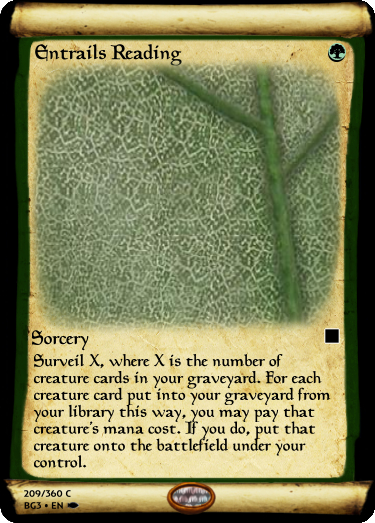 Entrails Reading
Sorcery
Surveil X, where X is the number of
creature cards in your graveyard. For each
creature card put into your graveyard from
your library this way, you may pay that
creature's mana cost. If you do, put that
creature onto the battlefield under your
control.
209/360 C
BG3 • EN